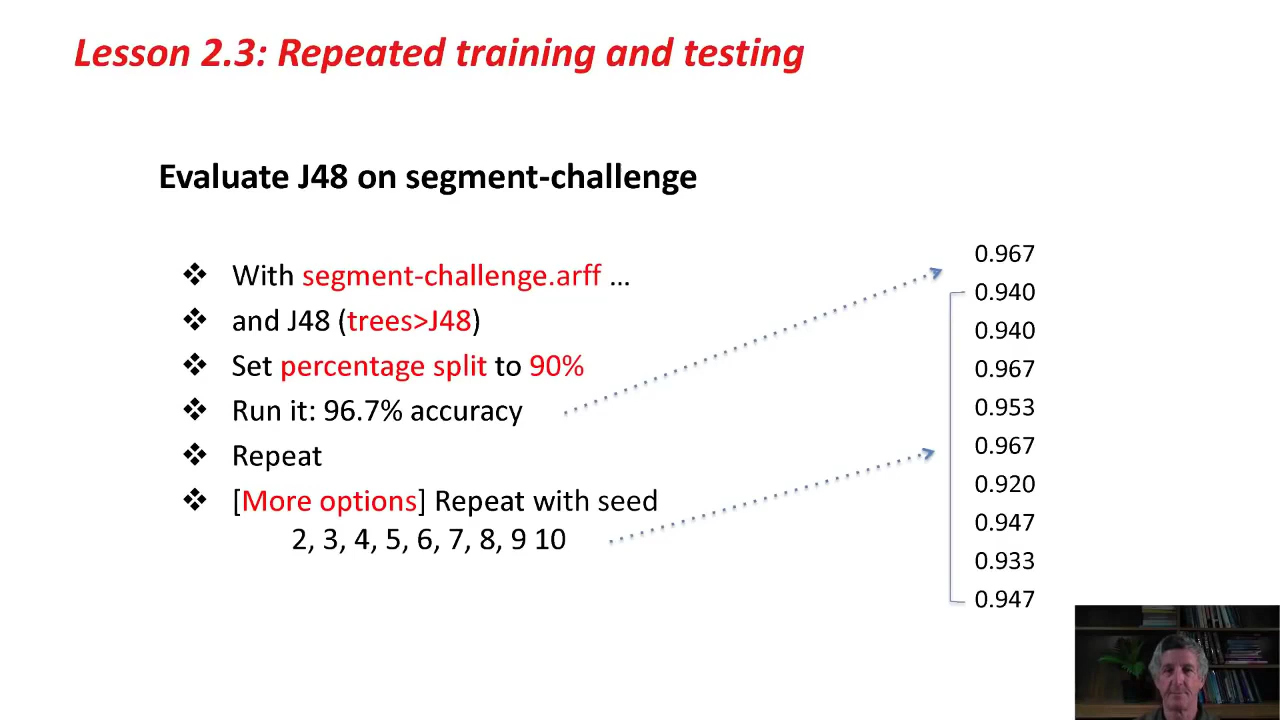 Lesson 2.3: Repeated training and testing
Evaluate J48 on segment-challenge
With segment-challenge.arff ...
and J48 (trees>J48)
Set percentage split to 90%
Run it: 96.7% accuracy
Repeat
[More options] Repeat with seed
2, 3, 4, 5, 6, 7, 8, 9 10
0.967
0.940
0.940
0.967
0.953
0.967
0.920
0.947
0.933
0.947